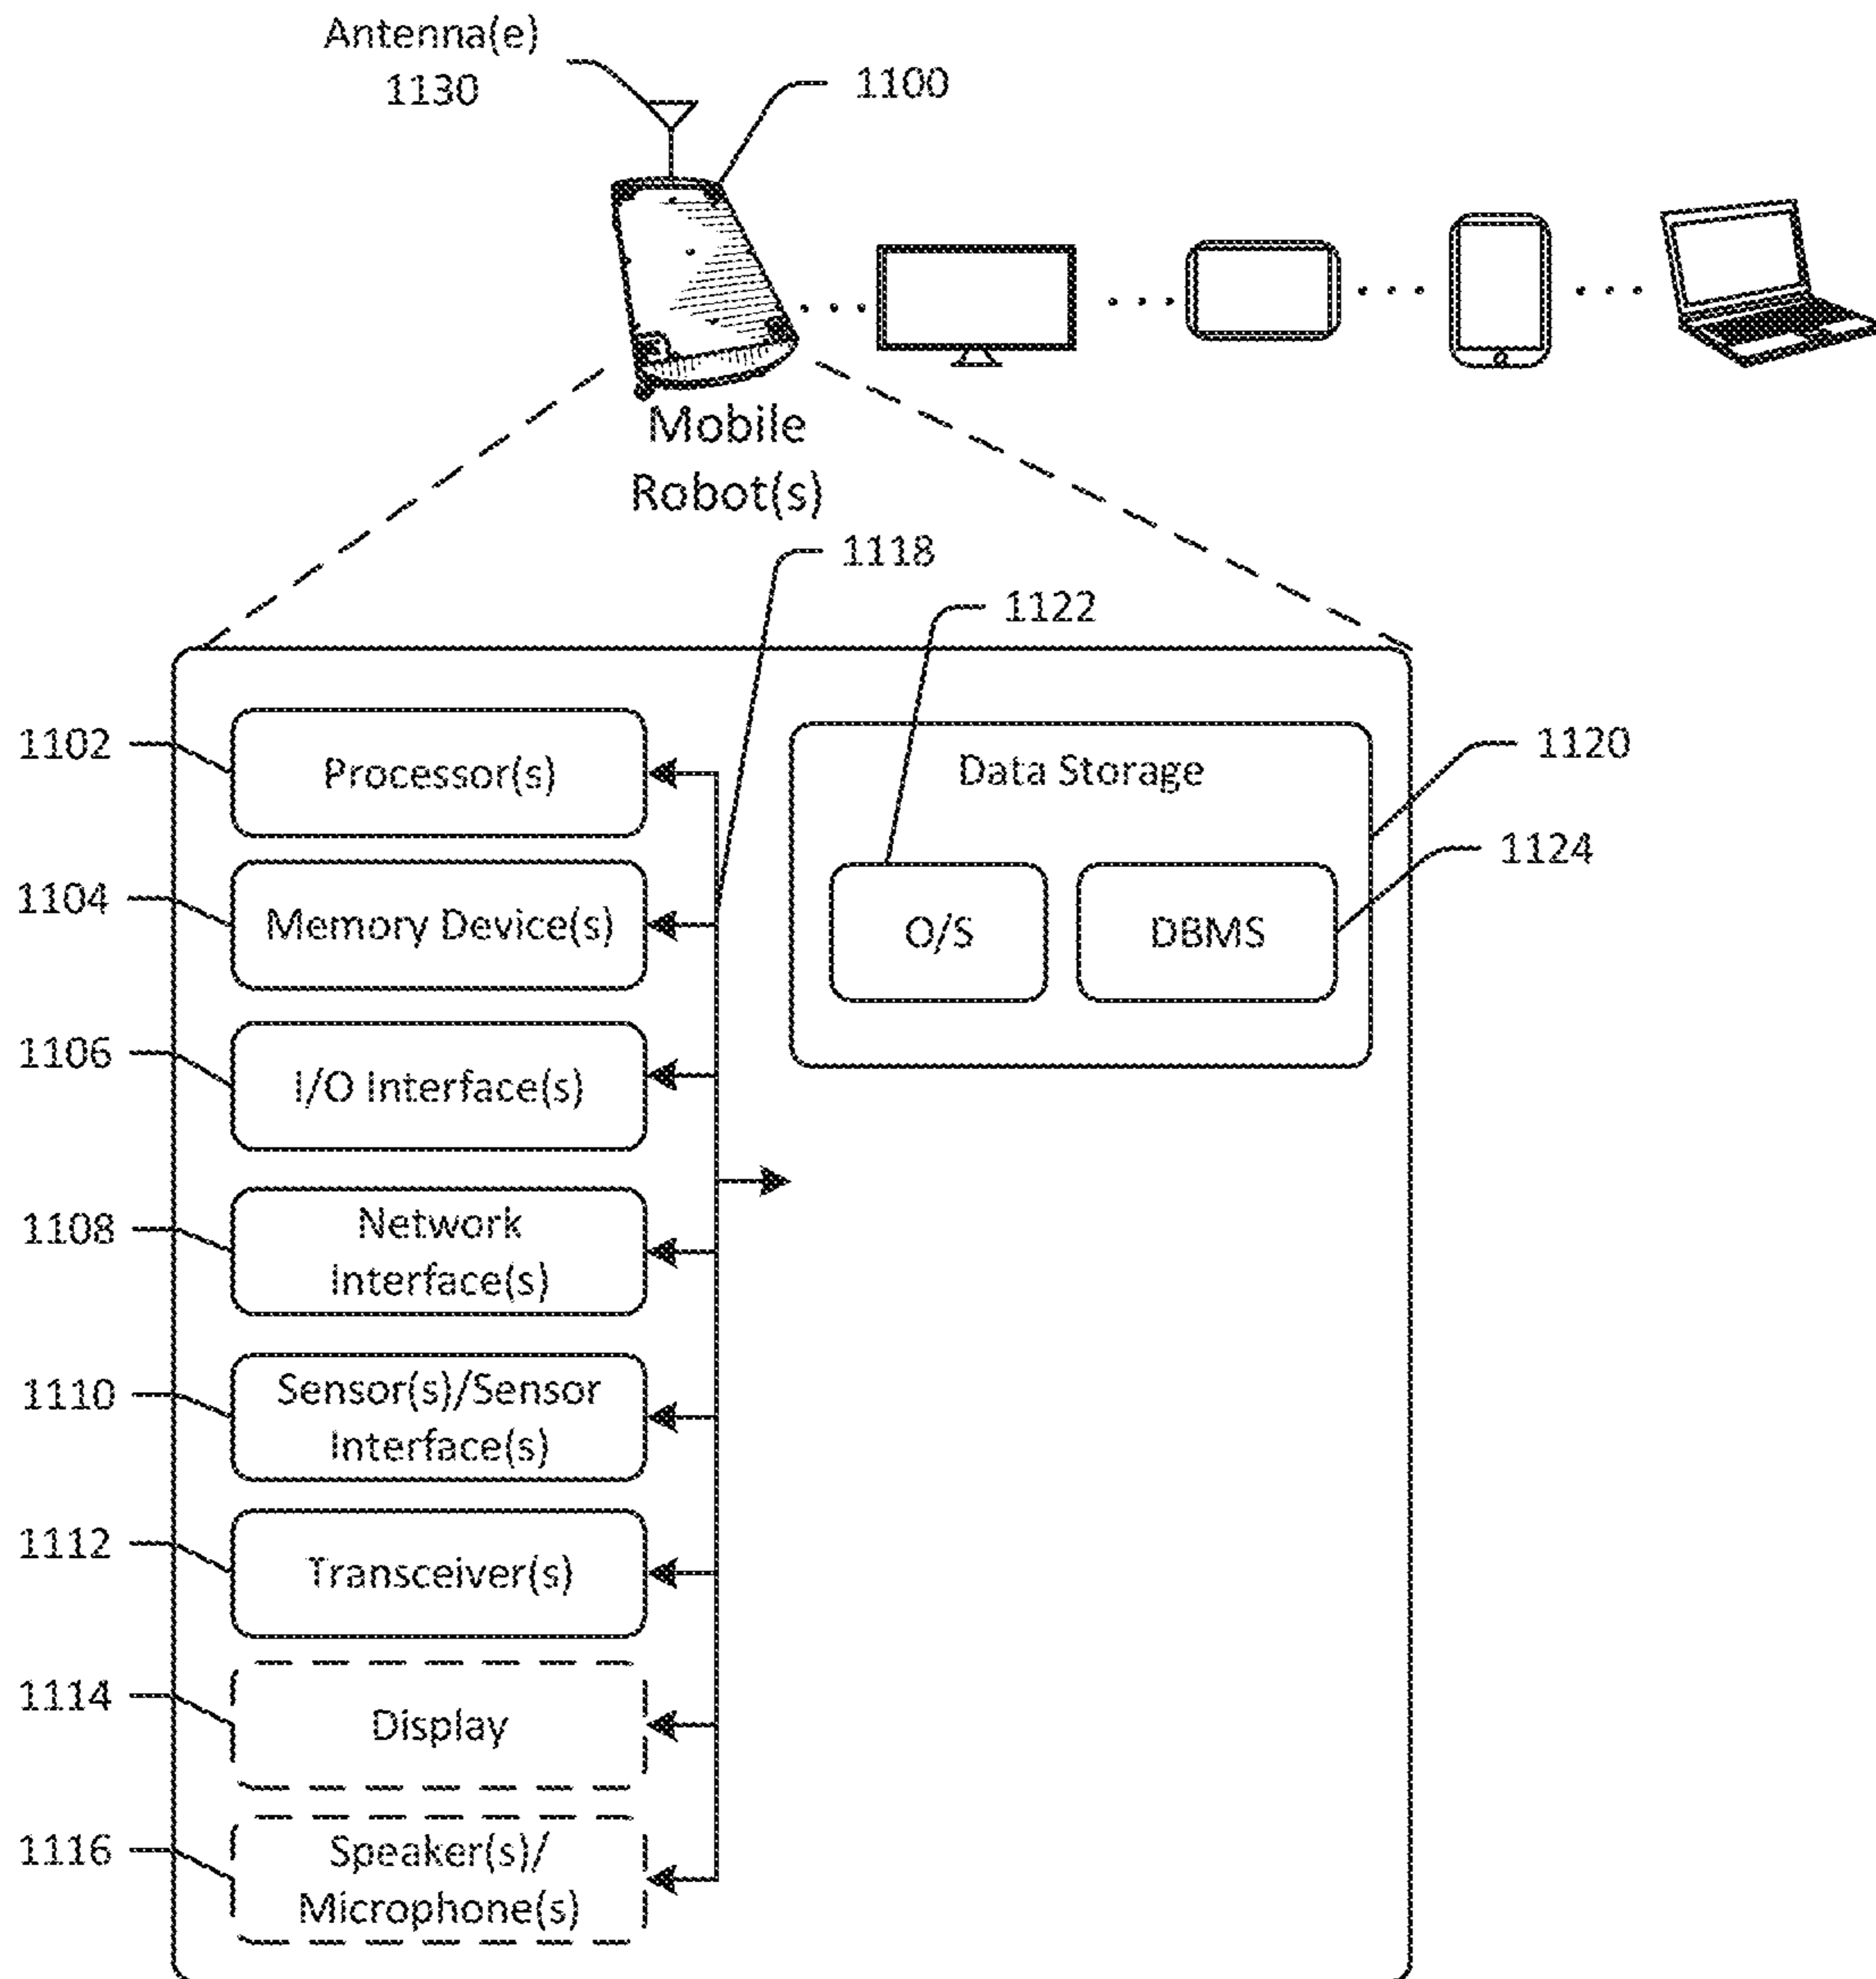 Antenna(e)
1130
1100
Mobile
Robot(s)
1118
1122
1102
Processor(s)
Data Storage
1120
1124
1104
Memory Device(s)
O/S
DBMS
1106
I/O Interface(s)
1108
Network
Interface(s)
1110
Sensor(s)/Sensor
Interface(s)
1112
Transceiver(s)
1114
Display
1116
Speaker(s)/
Microphone(s)